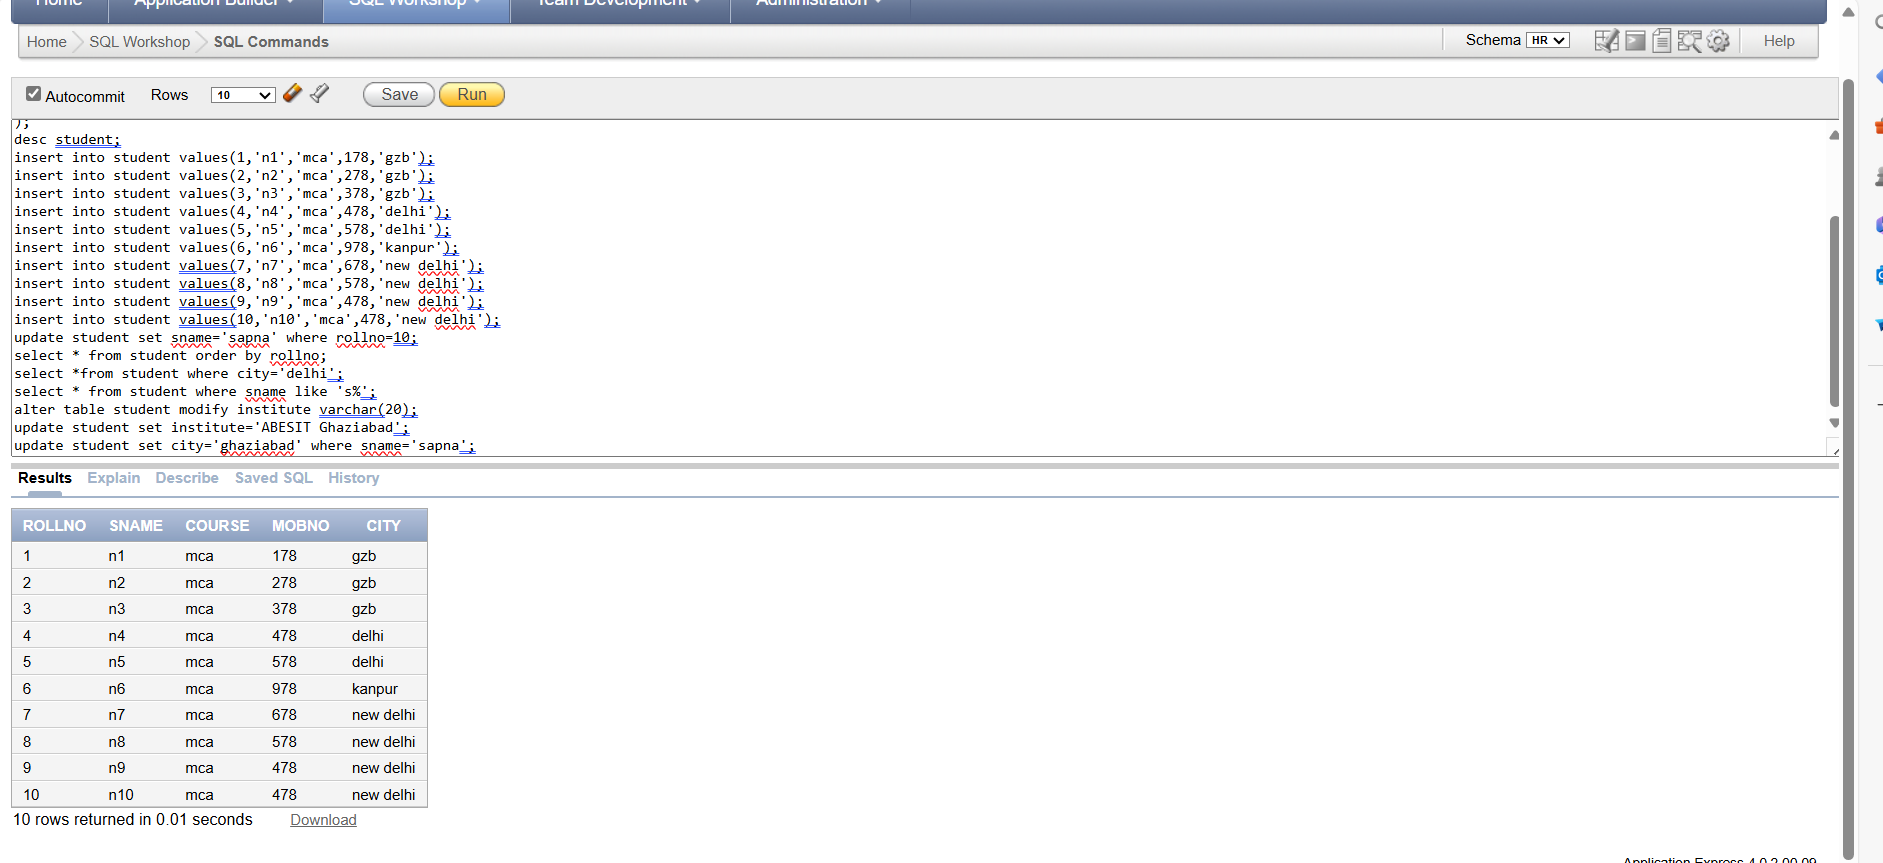 Home Application Builder SQL Workshop Team Development Administration
Home SQL Workshop SQL Commands Schema HR Help
Autocommit Rows 10 Save Run
);
desc student;
insert into student values(1,'n1','mca',178,'gzb');
insert into student values(2,'n2','mca',278,'gzb');
insert into student values(3,'n3','mca',378,'gzb');
insert into student values(4,'n4','mca',478,'delhi');
insert into student values(5,'n5','mca',578,'delhi');
insert into student values(6,'n6','mca',978,'kanpur');
insert into student values(7,'n7','mca',678,'new delhi');
insert into student values(8,'n8','mca',578,'new delhi');
insert into student values(9,'n9','mca',478,'new delhi');
insert into student values(10,'n10','mca',478,'new delhi');
update student set sname='sapna' where rollno=10;
select * from student order by rollno;
select *from student where city='delhi';
select * from student where sname like 's%';
alter table student modify institute varchar(20);
update student set institute='ABESIT Ghaziabad';
update student set city='ghaziabad' where sname='sapna';
Results Explain Describe Saved SQL History
ROLLNO SNAME COURSE MOBNO CITY
1 n1 mca 178 gzb
2 n2 mca 278 gzb
3 n3 mca 378 gzb
4 n4 mca 478 delhi
5 n5 mca 578 delhi
6 n6 mca 978 kanpur
7 n7 mca 678 new delhi
8 n8 mca 578 new delhi
9 n9 mca 478 new delhi
10 n10 mca 478 new delhi
10 rows returned in 0.01 seconds Download
Application Express 4.0.2.00.09